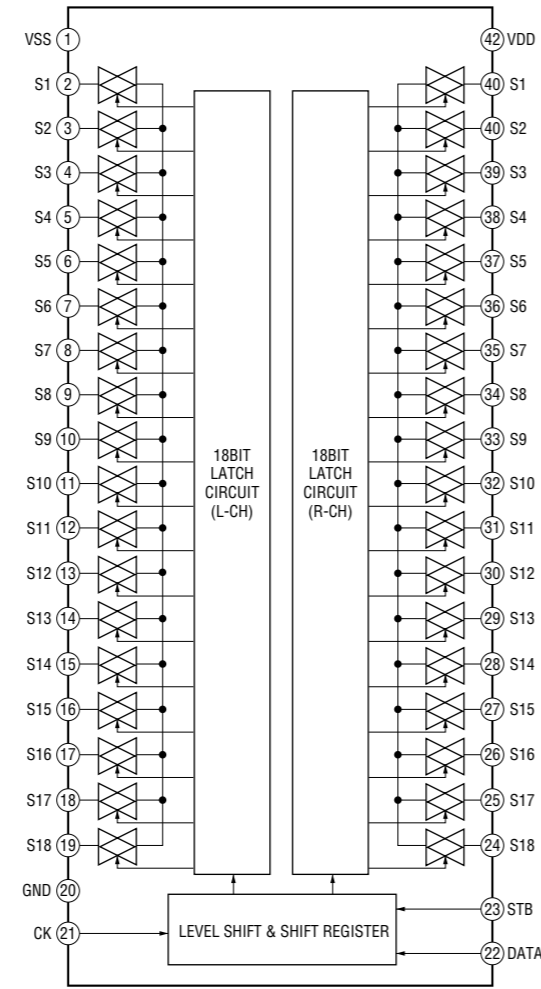 VSS 1
42 VDD
S1 2
40 S1
S2 3
40 S2
S3 4
39 S3
S4 5
38 S4
S5 6
37 S5
S6 7
36 S6
S7 8
35 S7
S8 9
34 S8
S9 10
33 S9
18BIT
LATCH
CIRCUIT
(L-CH)
18BIT
LATCH
CIRCUIT
(R-CH)
S10 11
32 S10
S11 12
31 S11
S12 13
30 S12
S13 14
29 S13
S14 15
28 S14
S15 16
27 S15
S16 17
26 S16
S17 18
25 S17
S18 19
24 S18
GND 20
23 STB
CK 21
LEVEL SHIFT & SHIFT REGISTER
22 DATA